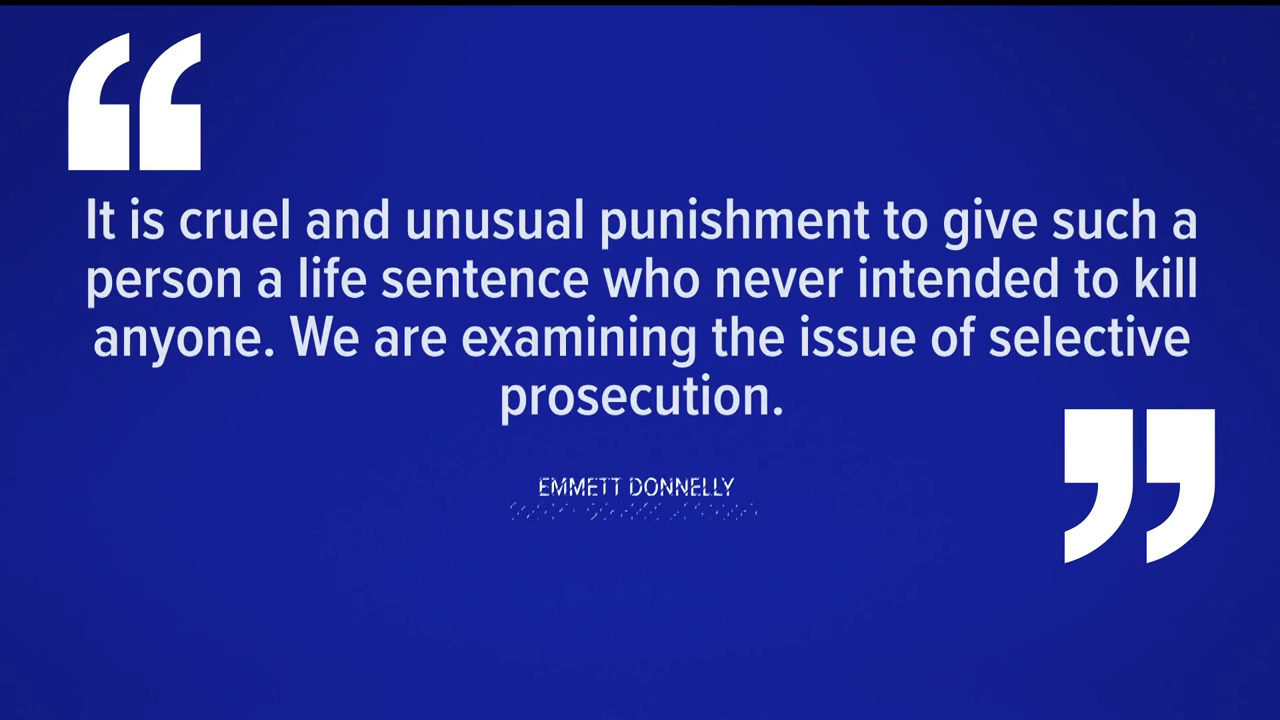 It is cruel and unusual punishment to give such a
person a life sentence who never intended to kill
anyone. We are examining the issue of selective
prosecution.
EMMETT DONNELLY